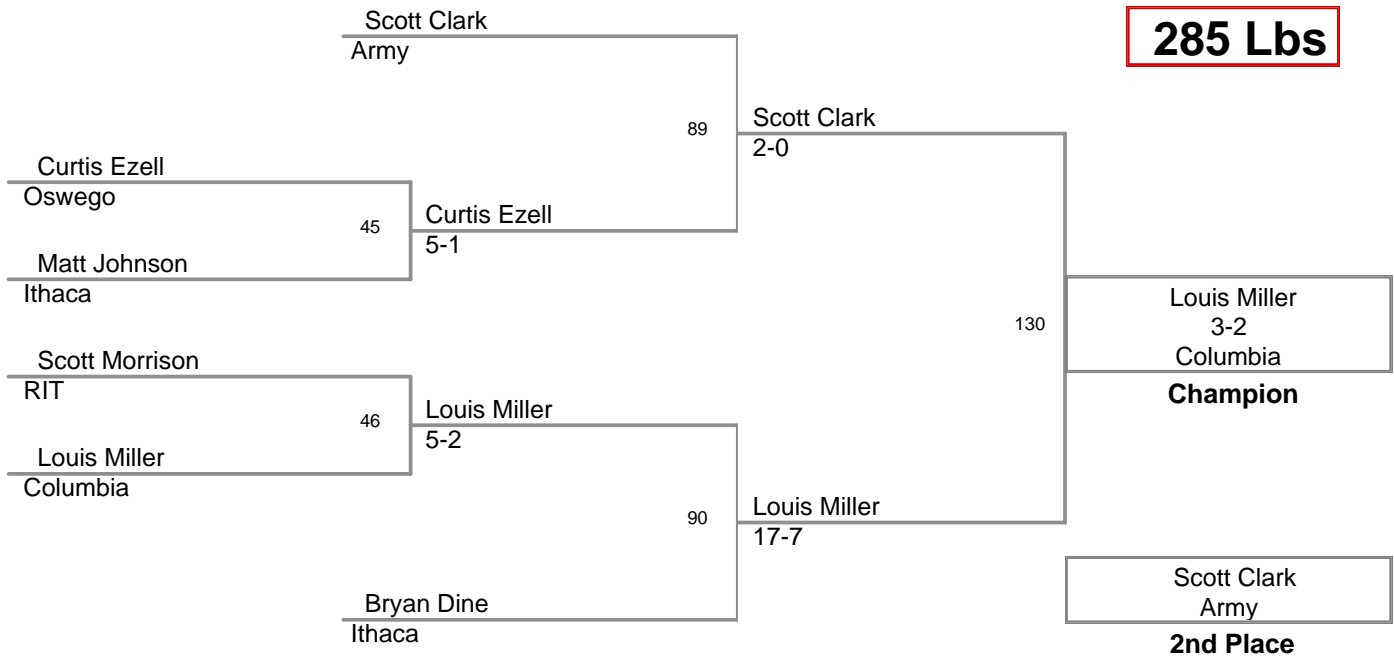 Scott Clark
Army
285 Lbs
89
Scott Clark
2-0
Curtis Ezell
Oswego
45
Curtis Ezell
5-1
Matt Johnson
Ithaca
130
Louis Miller
3-2
Columbia
Champion
Scott Morrison
RIT
46
Louis Miller
5-2
Louis Miller
Columbia
90
Louis Miller
17-7
Bryan Dine
Ithaca
Scott Clark
Army
2nd Place